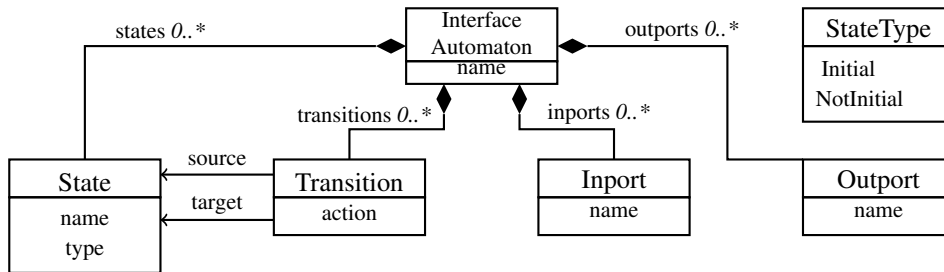 Interface
Automaton
name
states 0..*
outports 0..*
StateType
Initial
NotInitial
transitions 0..*
inports 0..*
State
name
type
source
target
Transition
action
Inport
name
Outport
name